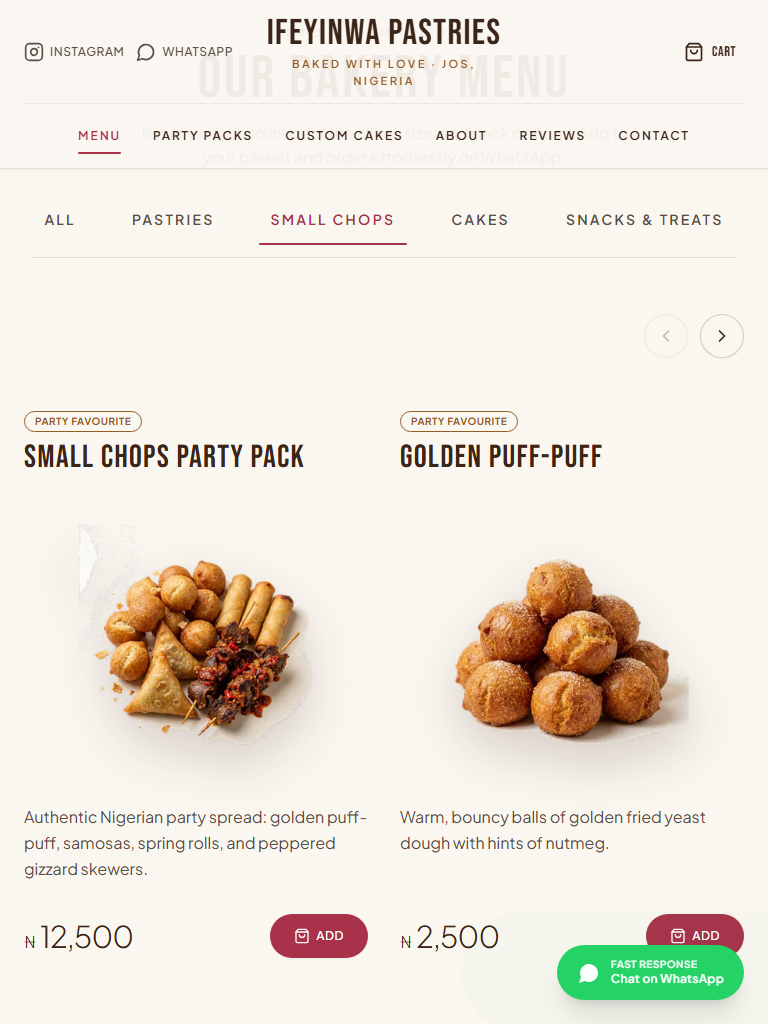 INSTAGRAM
WHATSAPP
IFEYINWA PASTRIES
BAKED WITH LOVE · JOS,
NIGERIA
CART
OUR BAKERY MENU
MENU
PARTY PACKS
CUSTOM CAKES
ABOUT
REVIEWS
CONTACT
your basket and order effortlessly on WhatsApp.
ALL
PASTRIES
SMALL CHOPS
CAKES
SNACKS & TREATS
PARTY FAVOURITE
SMALL CHOPS PARTY PACK
PARTY FAVOURITE
GOLDEN PUFF-PUFF
Authentic Nigerian party spread: golden puff-
puff, samosas, spring rolls, and peppered
gizzard skewers.
Warm, bouncy balls of golden fried yeast
dough with hints of nutmeg.
₦ 12,500
ADD
₦ 2,500
ADD
FAST RESPONSE
Chat on WhatsApp